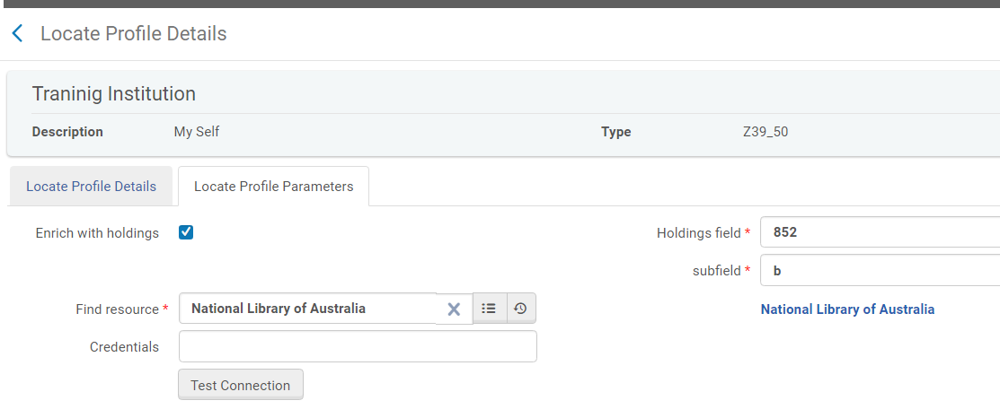 Locate Profile Details
Traninig Institution
Description My Self Type Z39_50
Locate Profile Details Locate Profile Parameters
Enrich with holdings Holdings field * 852
subfield * b
Find resource * National Library of Australia National Library of Australia
Credentials
Test Connection